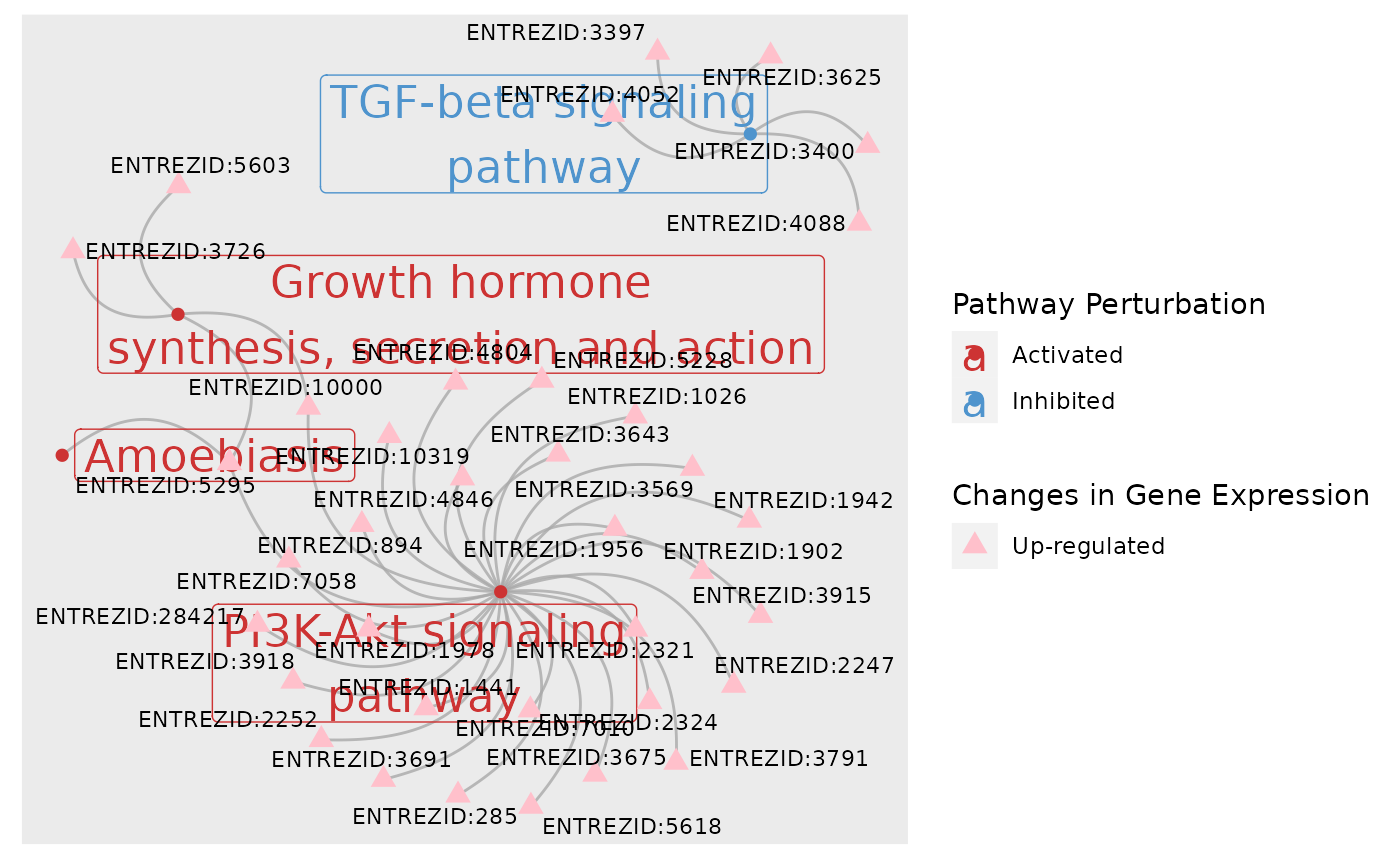 ENTREZID:3397
ENTREZID:3625
ENTREZID:4052
TGF-beta signaling
pathway
ENTREZID:3400
ENTREZID:5603
ENTREZID:4088
ENTREZID:3726
Growth hormone
synthesis, secretion and action
ENTREZID:4804
ENTREZID:5228
ENTREZID:10000
ENTREZID:1026
ENTREZID:3643
Amoebiasis
ENTREZID:10319
ENTREZID:5295
ENTREZID:4846
ENTREZID:3569
ENTREZID:1942
ENTREZID:894
ENTREZID:1956
ENTREZID:1902
ENTREZID:7058
ENTREZID:3915
ENTREZID:284217
PI3K-Akt signaling
pathway
ENTREZID:1978
ENTREZID:2321
ENTREZID:3918
ENTREZID:2247
ENTREZID:1441
ENTREZID:2252
ENTREZID:7010
ENTREZID:2324
ENTREZID:3691
ENTREZID:3675
ENTREZID:3791
ENTREZID:285
ENTREZID:5618
Pathway Perturbation
a Activated
a Inhibited
Changes in Gene Expression
Up-regulated